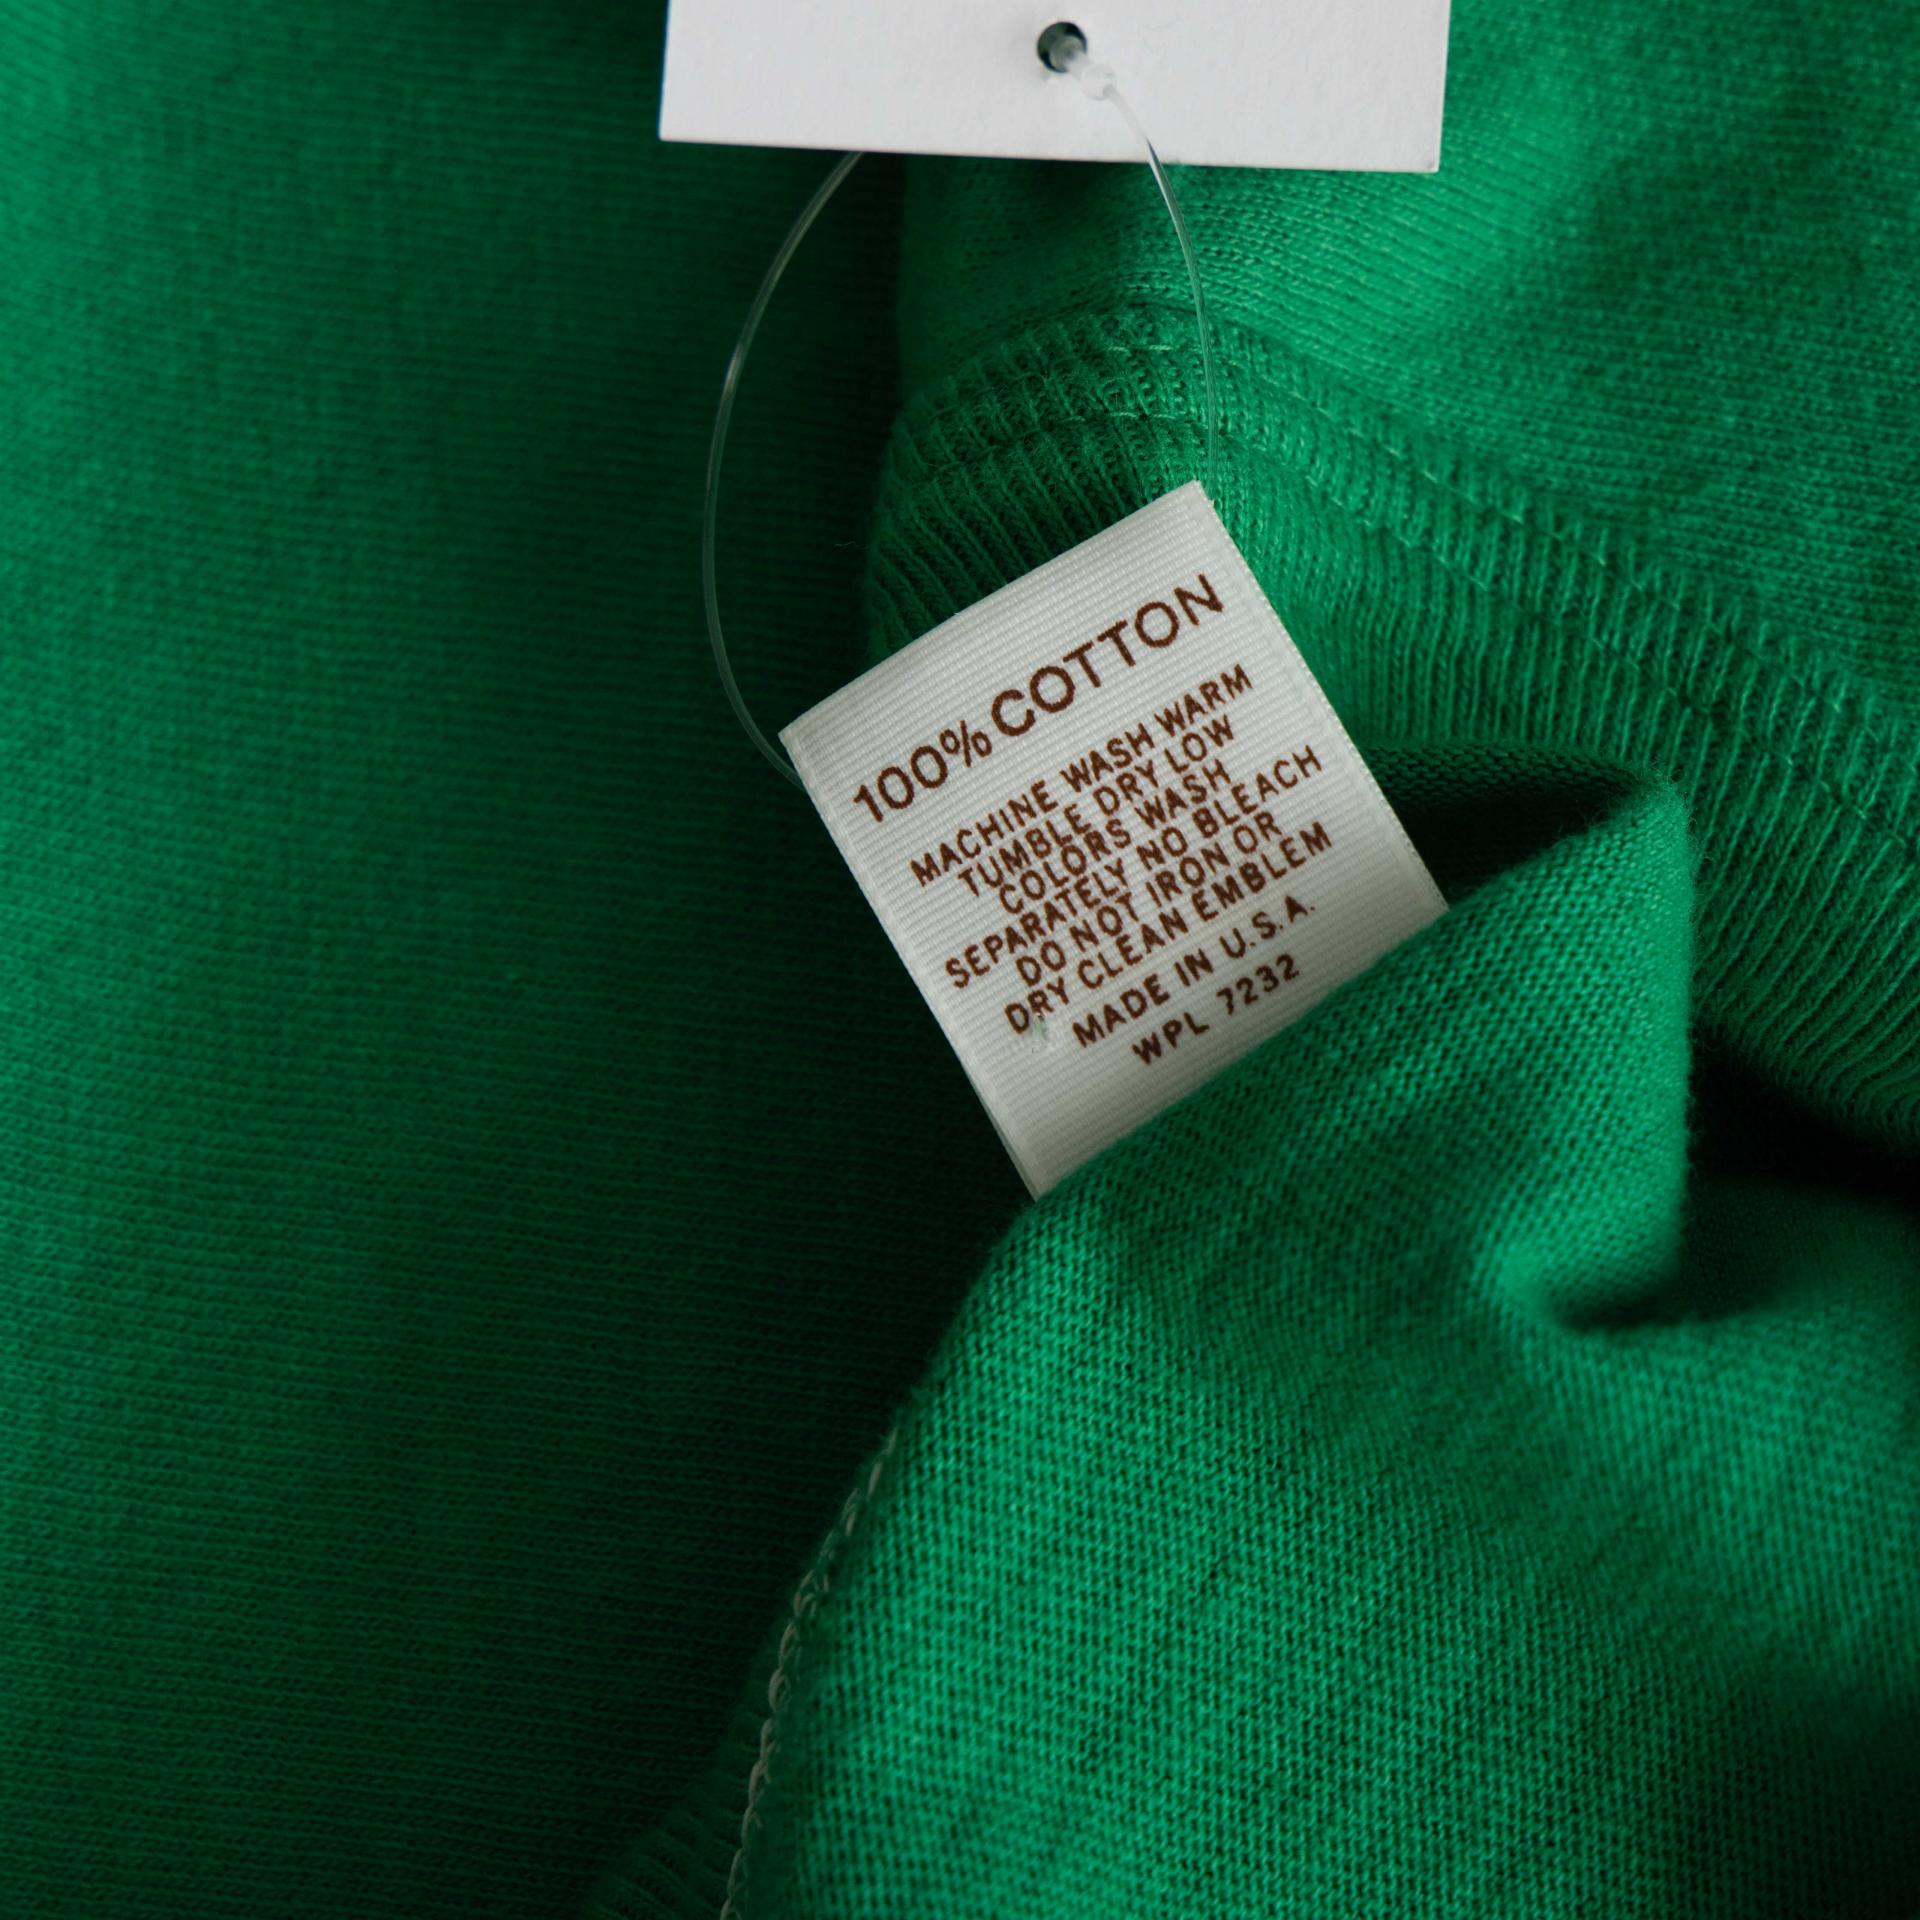 100% COTTON
MACHINE WASH WARM
TUMBLE DRY LOW
COLORS WASH
SEPARATELY NO BLEACH
DO NOT IRON OR
DRY CLEAN EMBLEM
MADE IN U.S.A.
WPL 7232